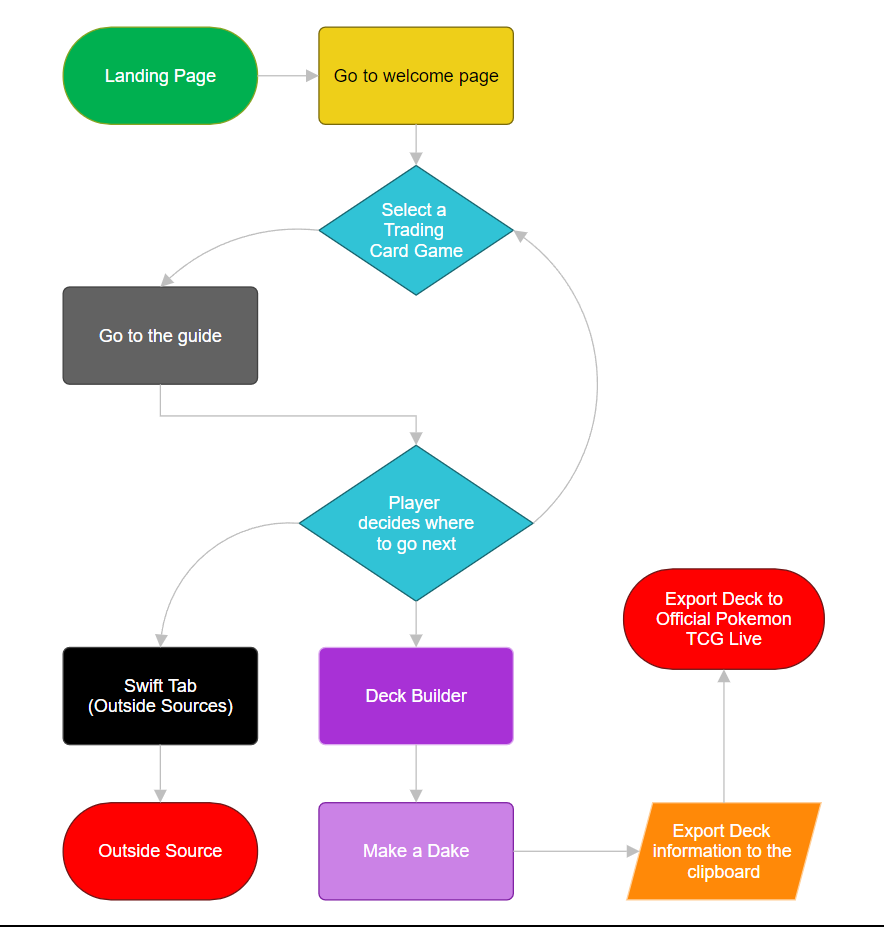 Landing Page
Go to welcome page
Select a
Trading
Card Game
Go to the guide
Player
decides where
to go next
Swift Tab
(Outside Sources)
Deck Builder
Export Deck to
Official Pokemon
TCG Live
Outside Source
Make a Dake
Export Deck
information to the
clipboard